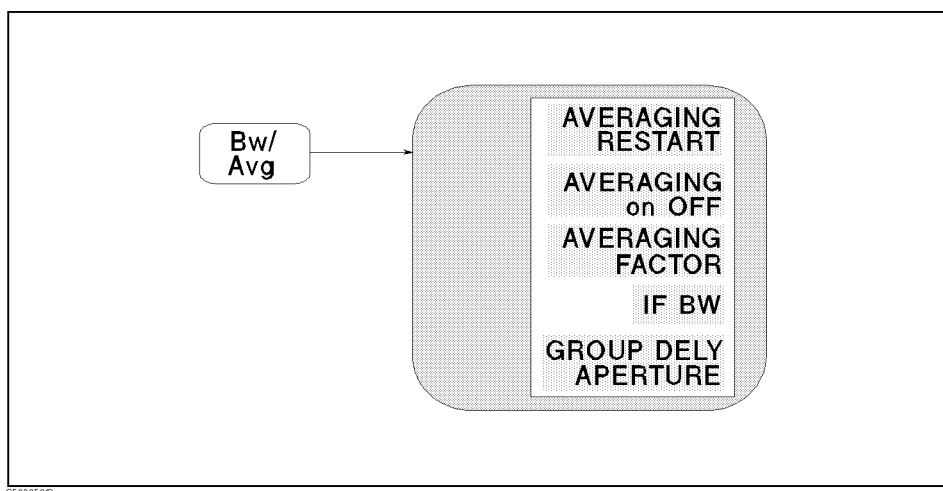 Bw/
Avg
AVERAGING
RESTART
AVERAGING
on OFF
AVERAGING
FACTOR
IF BW
GROUP DELY
APERTURE